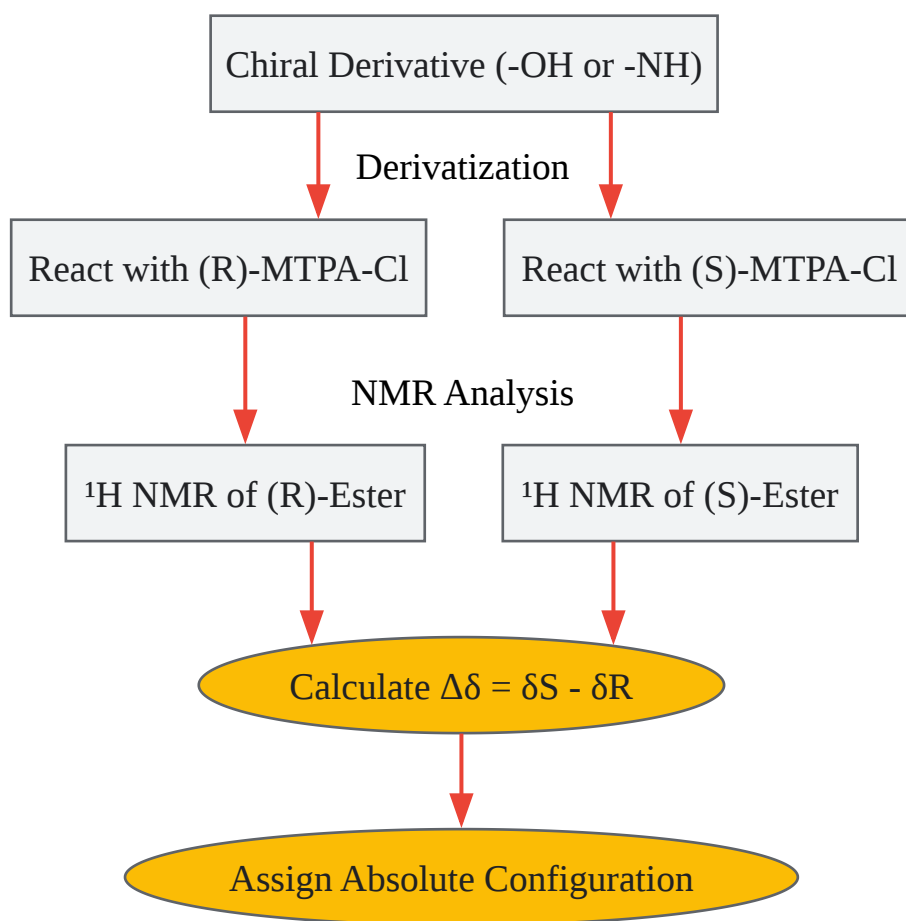 Chiral Derivative (-OH or -NH)
Derivatization
React with (R)-MTPA-Cl
React with (S)-MTPA-Cl
NMR Analysis
¹H NMR of (R)-Ester
¹H NMR of (S)-Ester
Calculate Δδ = δS - δR
Assign Absolute Configuration